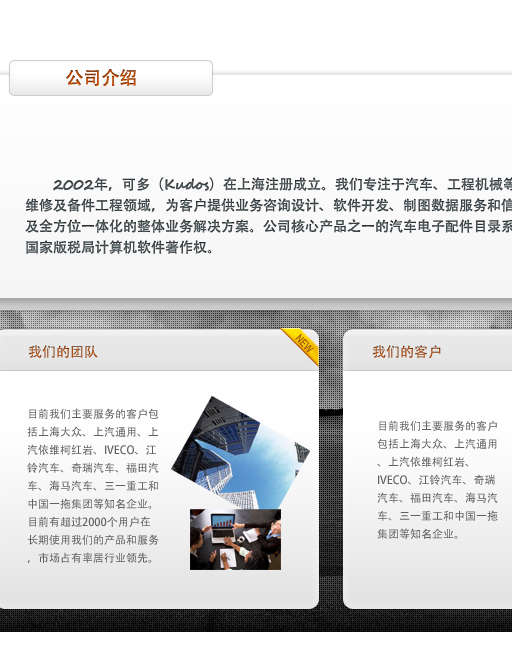 公司介绍
2002年，可多（Kudos）在上海注册成立。我们专注于汽车、工程机械等
维修及备件工程领域，为客户提供业务咨询设计、软件开发、制图数据服务和信
及全方位一体化的整体业务解决方案。公司核心产品之一的汽车电子配件目录系
国家版税局计算机软件著作权。
我们的团队
NEW
目前我们主要服务的客户包
括上海大众、上汽通用、上
汽依维柯红岩、IVECO、江
铃汽车、奇瑞汽车、福田汽
车、海马汽车、三一重工和
中国一拖集团等知名企业。
目前有超过2000个用户在
长期使用我们的产品和服务
，市场占有率居行业领先。
我们的客户
目前我们主要服务的客户
包括上海大众、上汽通用
、上汽依维柯红岩、
IVECO、江铃汽车、奇瑞
汽车、福田汽车、海马汽
车、三一重工和中国一拖
集团等知名企业。